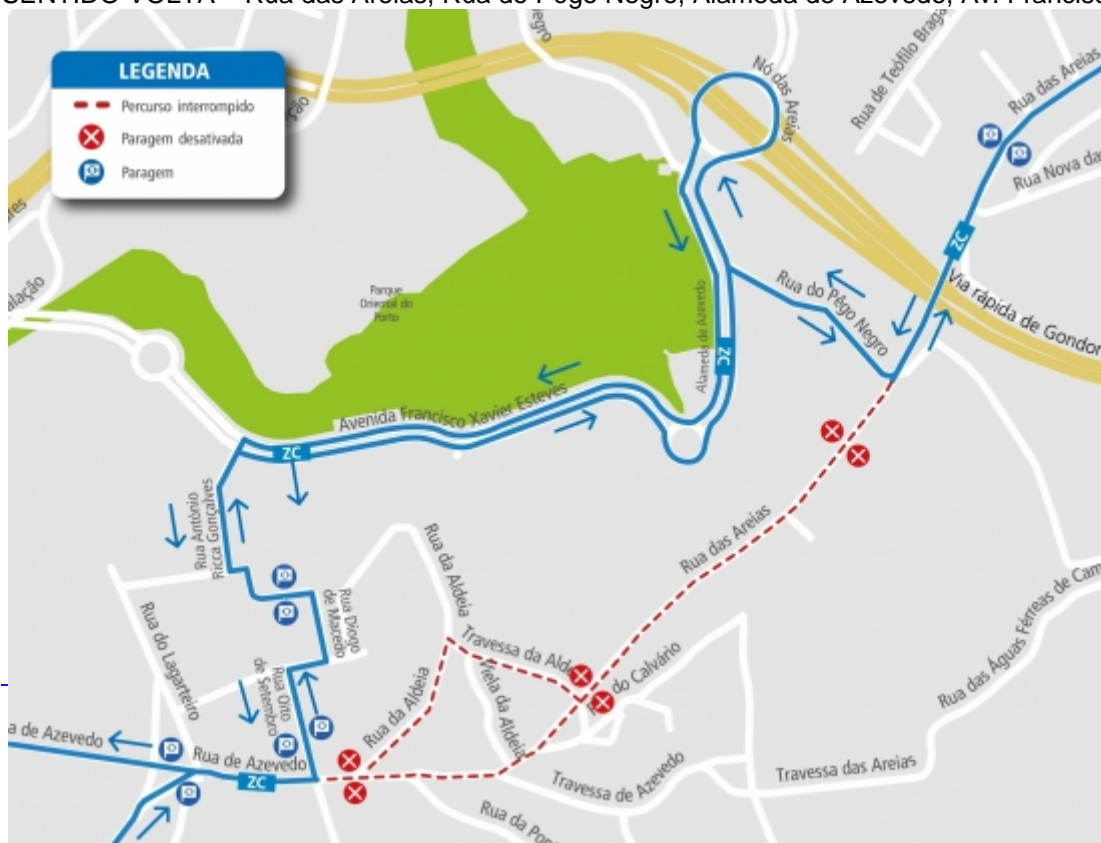 SENTIDO VOLTA – Rua das Areias, Rua do Pêgo Negro, Alameda de Azevedo, Av. Francisc
LEGENDA
Percurso interrompido
Paragem desativada
Paragem
Nó das Areias
Rua de Teófilo Braga
Rua das Areias
Rua Nova das
ZC
Via rápida de Gondor
Rua do Pêgo Negro
Parque
Oriental do
Porto
Alameda de Azevedo
ZC
Avenida Francisco Xavier Esteves
ZC
Rua António
Ricca Gonçalves
Rua das Areias
Rua da Aldeia
Rua Diogo
de Macedo
Rua do Lagarteiro
Rua Oito
de Setembro
Travessa da Alde
do Calvário
Viela da Aldeia
Rua da Aldeia
Rua das Águas Férreas de Cam
a de Azevedo
Rua de Azevedo
ZC
Travessa de Azevedo
Travessa das Areias
Rua da Pon